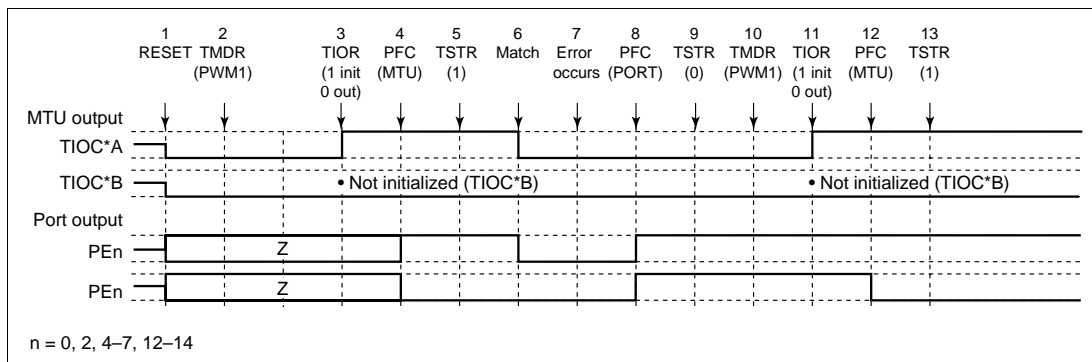 1 2 3 4 5 6 7 8 9 10 11 12 13
RESET TMDR TIOR PFC TSTR Match Error PFC TSTR TMDR TIOR PFC TSTR
(PWM1) (1 init (MTU) (1) occurs (PORT) (0) (PWM1) (1 init (MTU) (1)
0 out) 0 out)
MTU output
TIOC*A
TIOC*B • Not initialized (TIOC*B) • Not initialized (TIOC*B)
Port output
PEn Z
PEn Z
n = 0, 2, 4–7, 12–14